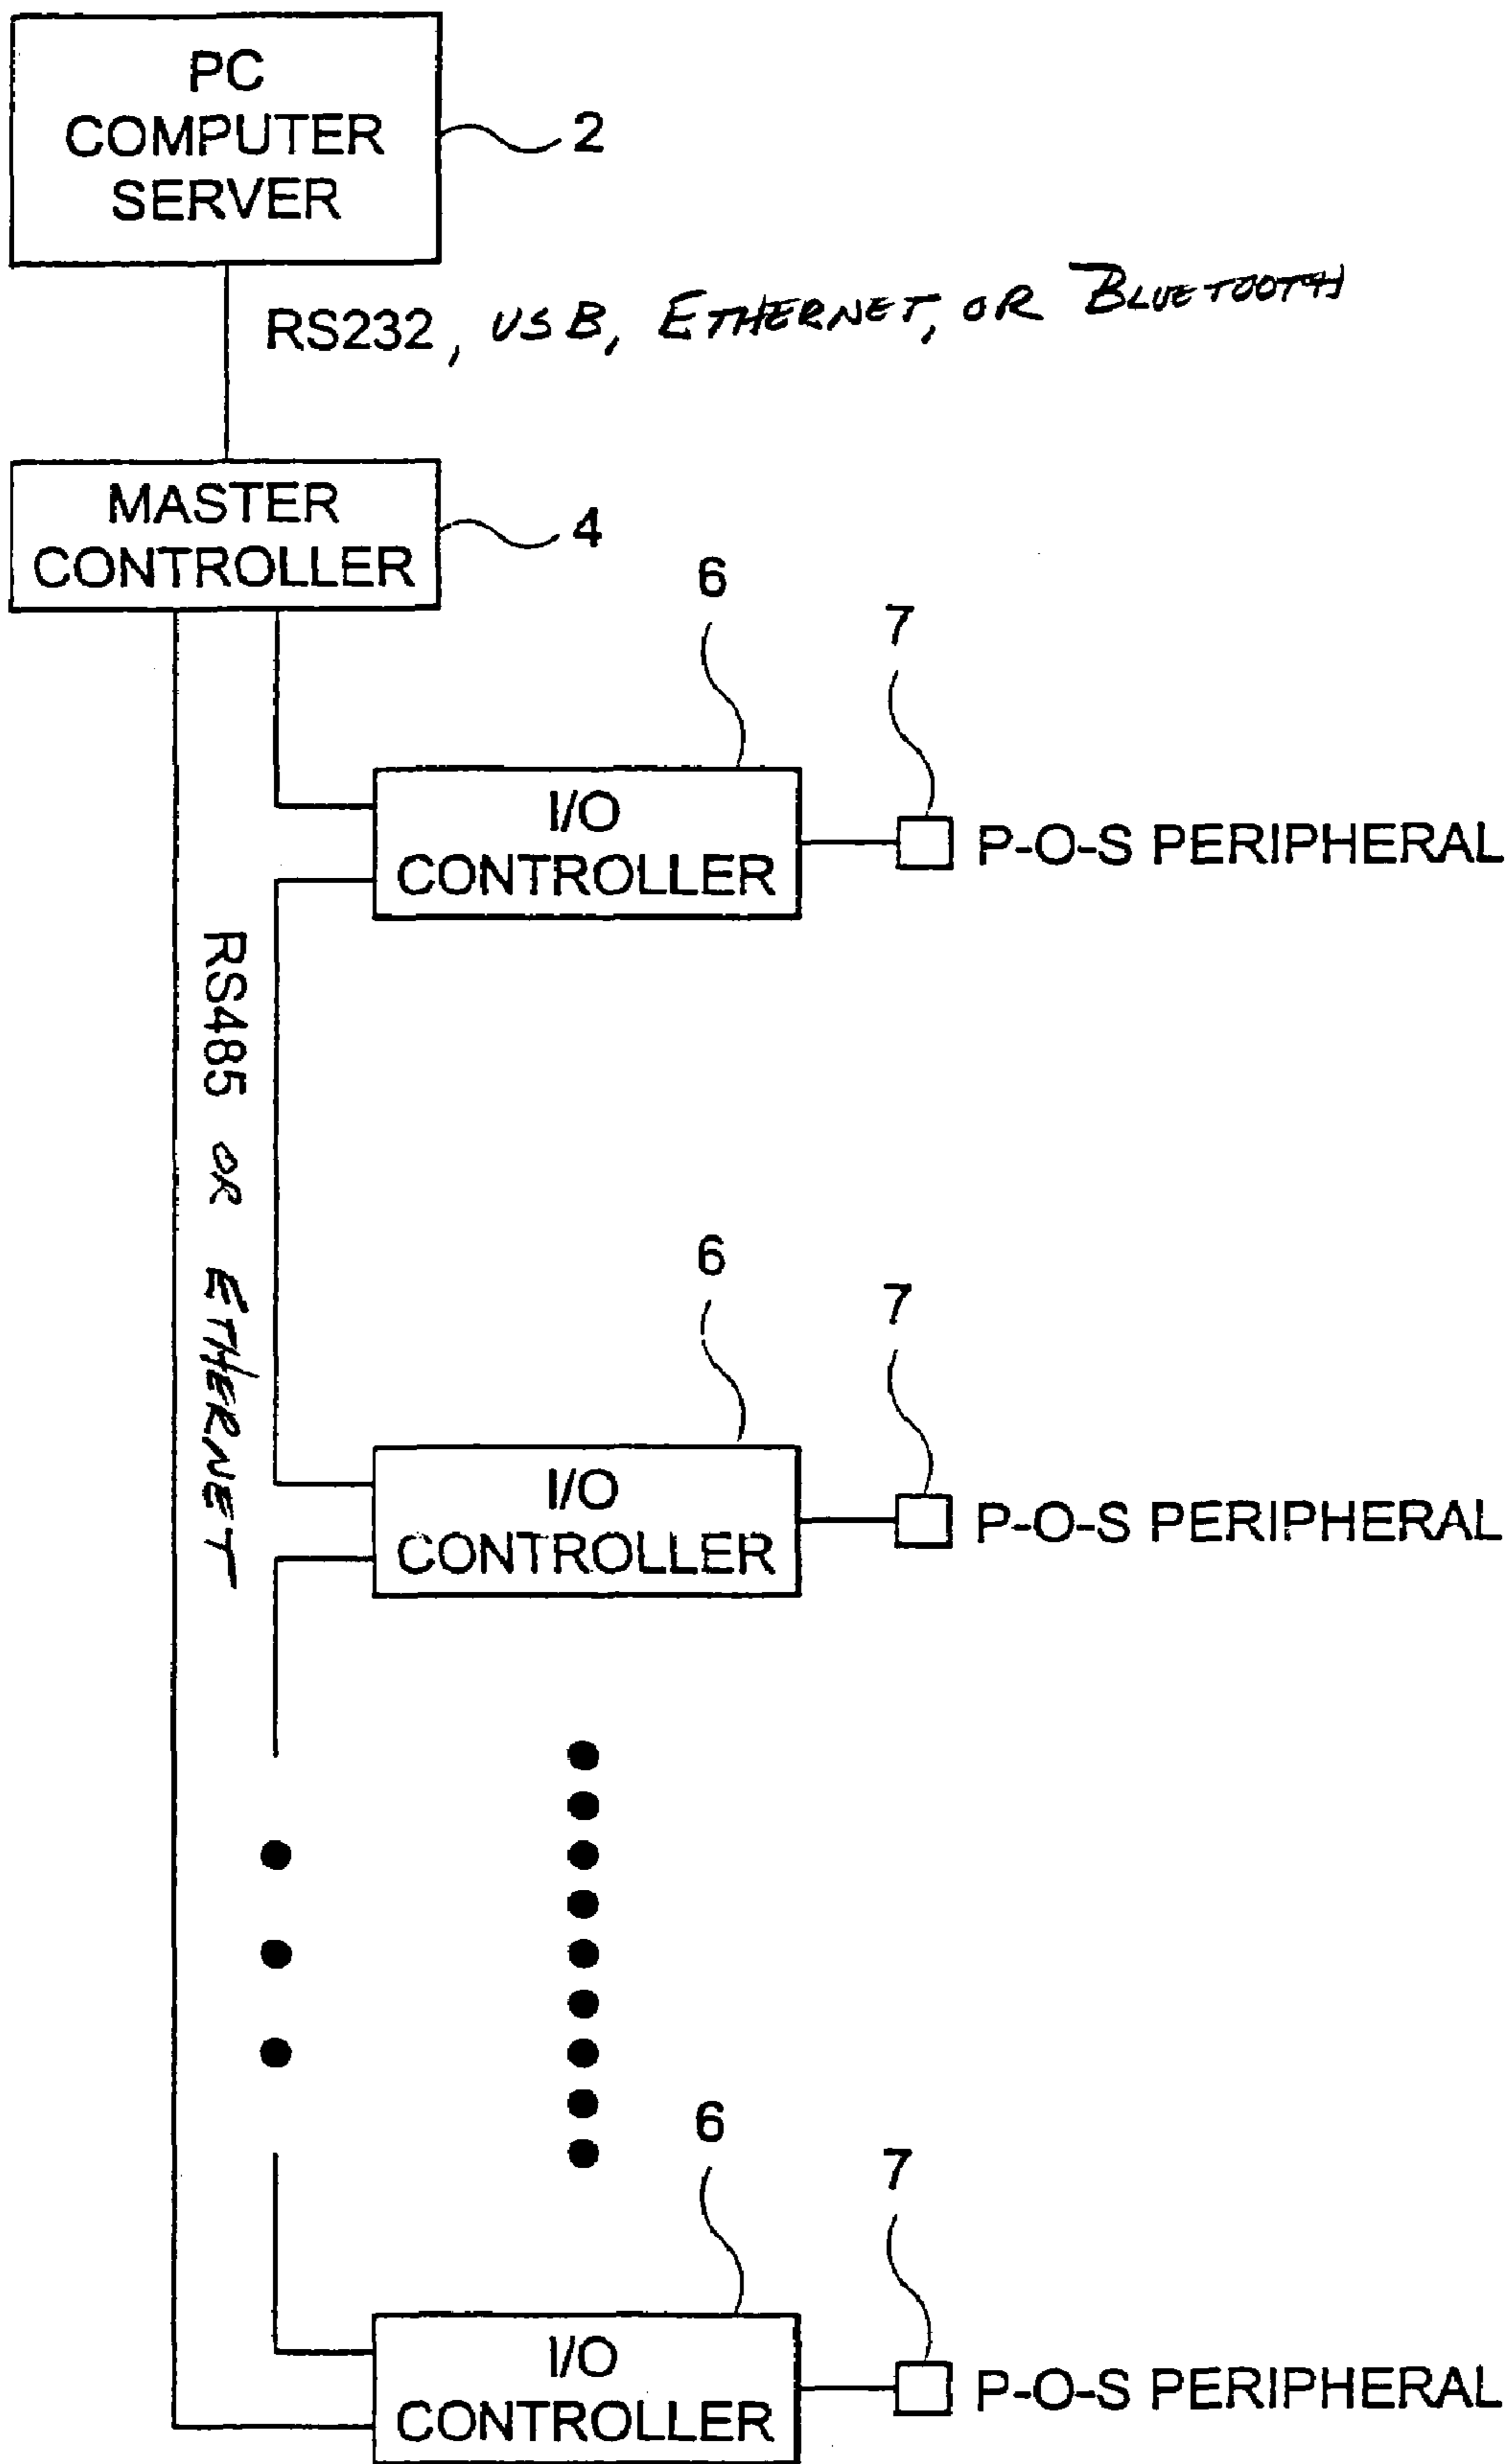 PC
COMPUTER
SERVER
2
RS232, USB, ETHERNET, OR BLUETOOTH
MASTER
CONTROLLER
4
6
7
I/O
CONTROLLER
P-O-S PERIPHERAL
RS485 OR ETHERNET
6
7
I/O
CONTROLLER
P-O-S PERIPHERAL
6
7
I/O
CONTROLLER
P-O-S PERIPHERAL